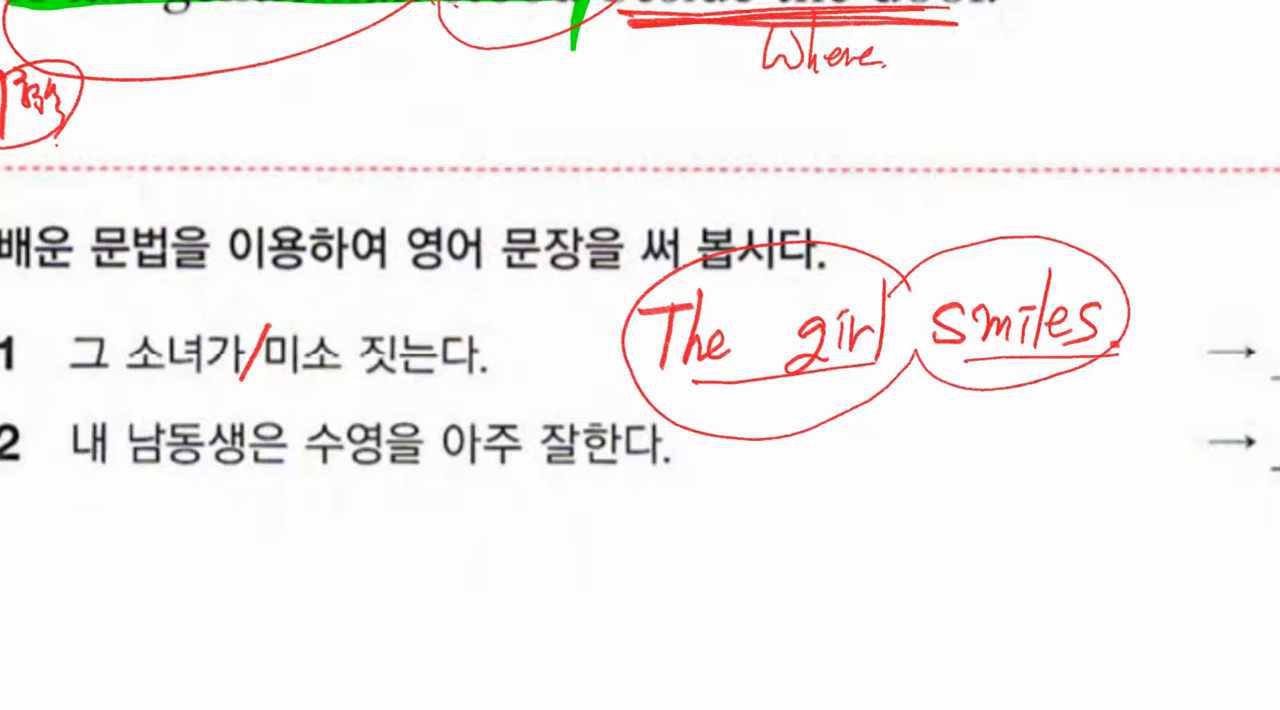 Where.
배운 문법을 이용하여 영어 문장을 써 봅시다.
The girl smiles.
1 그 소녀가/미소 짓는다. →
2 내 남동생은 수영을 아주 잘한다. →